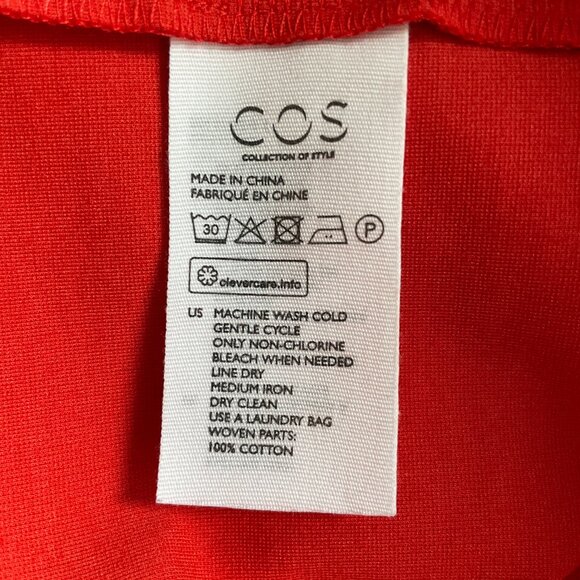 COS
COLLECTION OF STYLE
MADE IN CHINA
FABRIQUÉ EN CHINE
30 P
clevercare.info
US MACHINE WASH COLD
GENTLE CYCLE
ONLY NON-CHLORINE
BLEACH WHEN NEEDED
LINE DRY
MEDIUM IRON
DRY CLEAN
USE A LAUNDRY BAG
WOVEN PARTS:
100% COTTON